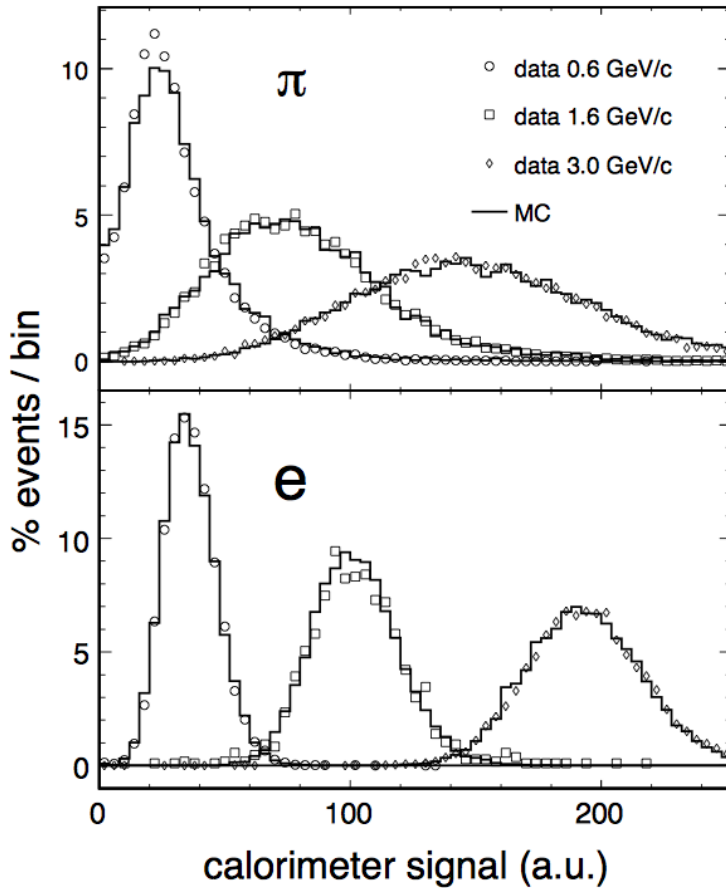 % events / bin
10
5
0
π
data 0.6 GeV/c
data 1.6 GeV/c
data 3.0 GeV/c
MC
15
10
5
0
e
0
100
200
calorimeter signal (a.u.)